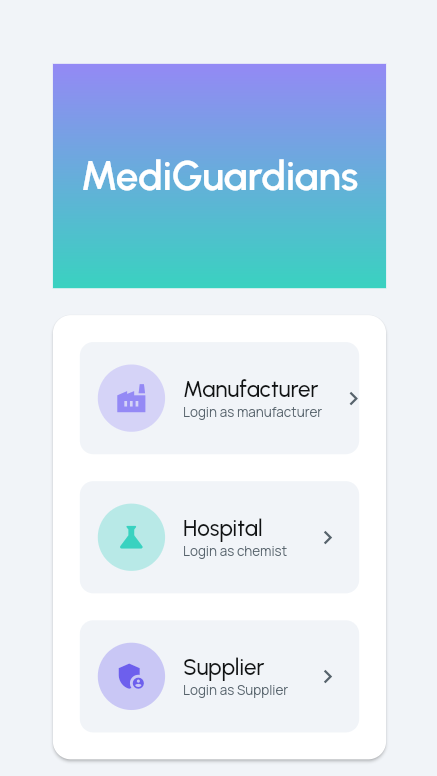 MediGuardians
Manufacturer
Login as manufacturer
Hospital
Login as chemist
Supplier
Login as Supplier